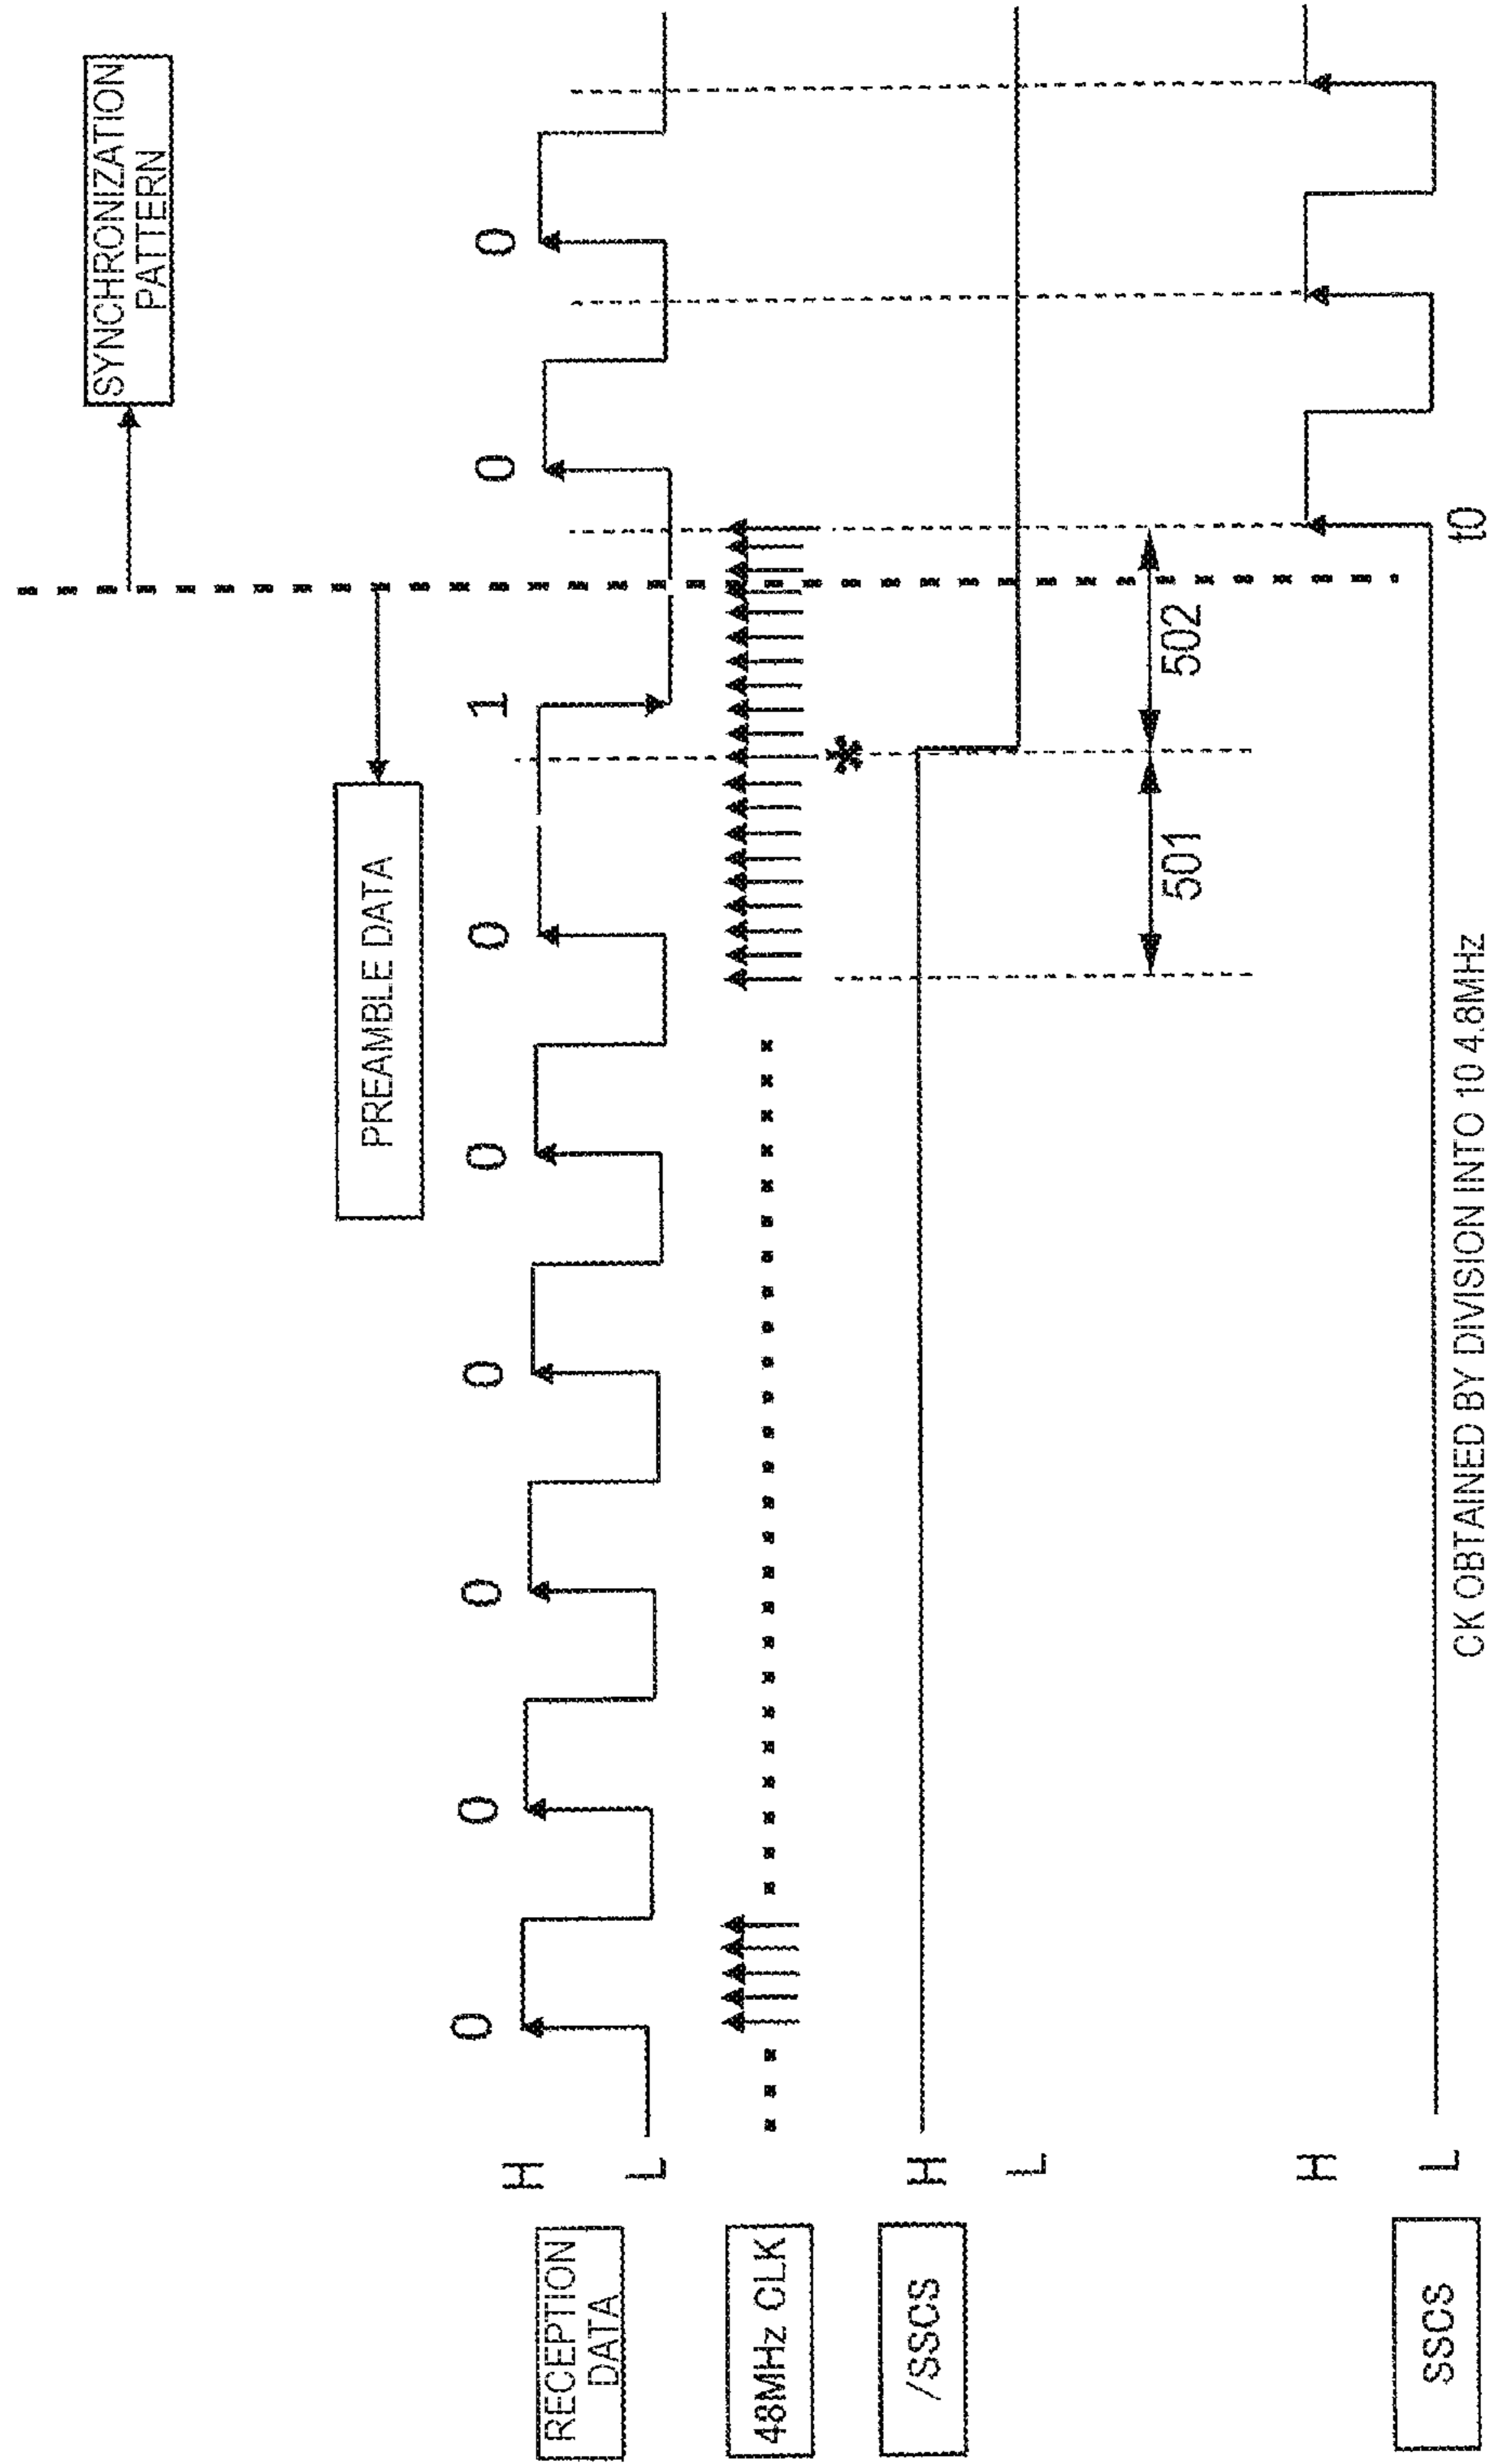 SYNCHRONIZATION
PATTERN
PREAMBLE DATA
0 0 0 0 0 0 1 0 0
RECEPTION
DATA
H
L
48MHz CLK
*
/SSCS
H
L
501
502
SSCS
H
L
t0
CK OBTAINED BY DIVISION INTO 10 4.8MHz